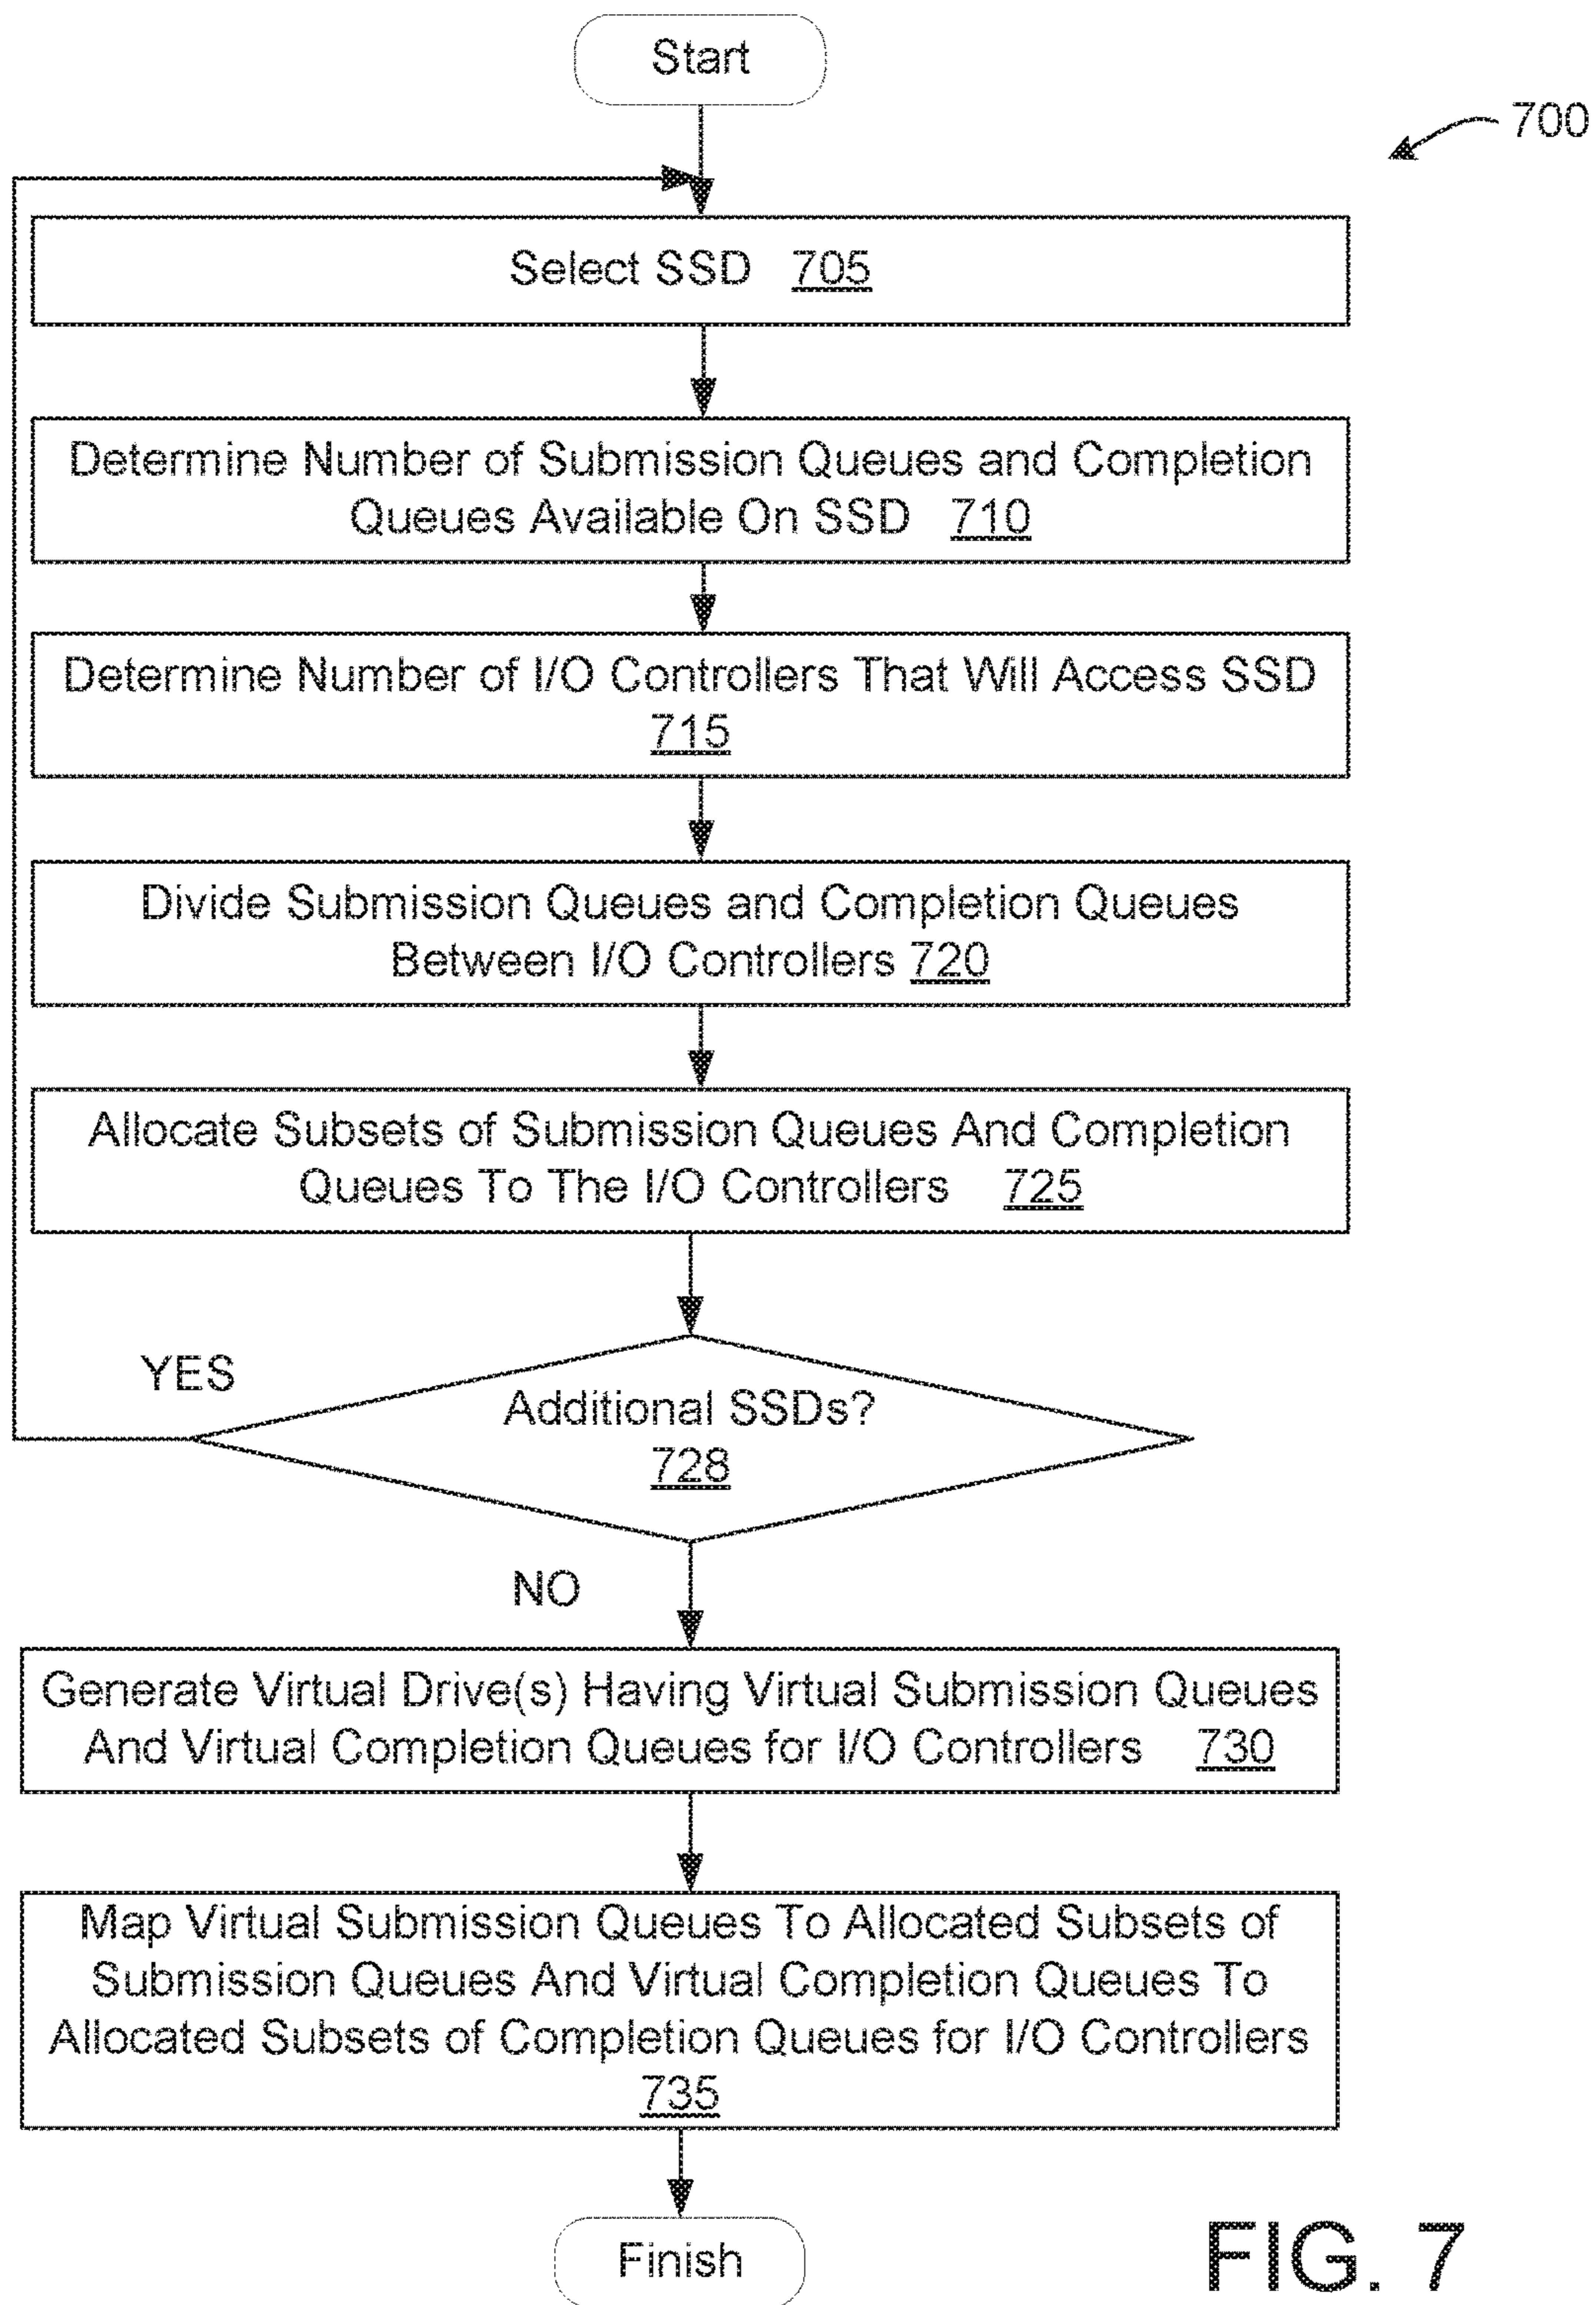 Start
700
Select SSD 705
Determine Number of Submission Queues and Completion
Queues Available On SSD 710
Determine Number of I/O Controllers That Will Access SSD
715
Divide Submission Queues and Completion Queues
Between I/O Controllers 720
Allocate Subsets of Submission Queues And Completion
Queues To The I/O Controllers 725
YES
Additional SSDs?
728
NO
Generate Virtual Drive(s) Having Virtual Submission Queues
And Virtual Completion Queues for I/O Controllers 730
Map Virtual Submission Queues To Allocated Subsets of
Submission Queues And Virtual Completion Queues To
Allocated Subsets of Completion Queues for I/O Controllers
735
Finish
FIG. 7